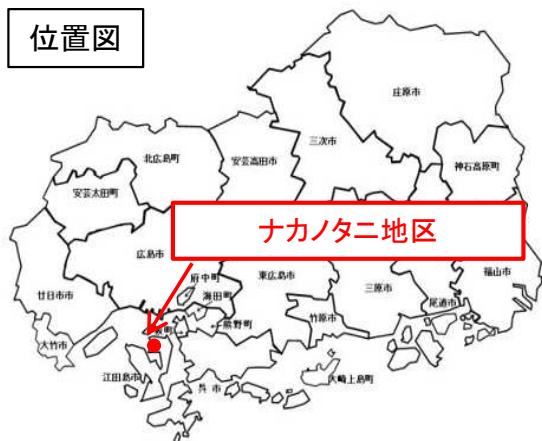 位置図
庄原市
三次市
北広島町
安芸高田市
神石高原町
安芸太田町
ナカノタニ地区
広島市
府中町
東広島市
三原市
福山市
海田町
尾道市
廿日市市
熊野町
竹原市
大竹市
江田島市
呉市
大崎上島町